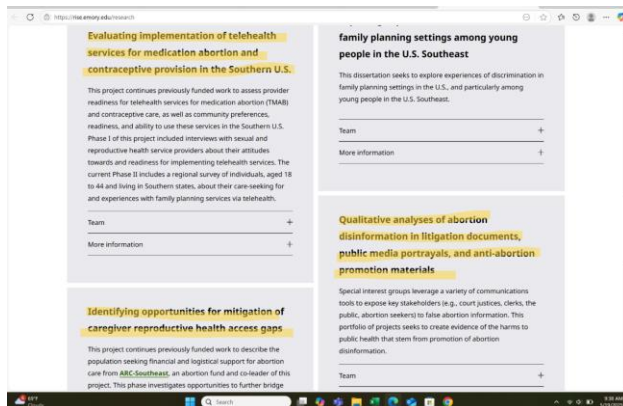 https://rise.emory.edu/research
Evaluating implementation of telehealth
services for medication abortion and
contraceptive provision in the Southern U.S.
This project continues previously funded work to assess provider
readiness for telehealth services for medication abortion (TMAB)
and contraceptive care, as well as community preferences,
readiness, and ability to use these services in the Southern U.S.
Phase I of this project included interviews with sexual and
reproductive health service providers about their attitudes
towards and readiness for implementing telehealth services. The
current Phase II includes a regional survey of individuals, aged 18
to 44 and living in Southern states, about their care-seeking for
and experiences with family planning services via telehealth.
Team +
More information +
Identifying opportunities for mitigation of
caregiver reproductive health access gaps
This project continues previously funded work to describe the
population seeking financial and logistical support for abortion
care from ARC-Southeast, an abortion fund and co-leader of this
project. This phase investigates opportunities to further bridge
family planning settings among young
people in the U.S. Southeast
This dissertation seeks to explore experiences of discrimination in
family planning settings in the U.S., and particularly among
young people in the U.S. Southeast.
Team +
More information +
Qualitative analyses of abortion
disinformation in litigation documents,
public media portrayals, and anti-abortion
promotion materials
Special interest groups leverage a variety of communications
tools to expose key stakeholders (e.g., court justices, clerks, the
public, abortion seekers) to false abortion information. This
portfolio of projects seeks to create evidence of the harms to
public health that stem from promotion of abortion
disinformation.
Team +
Search